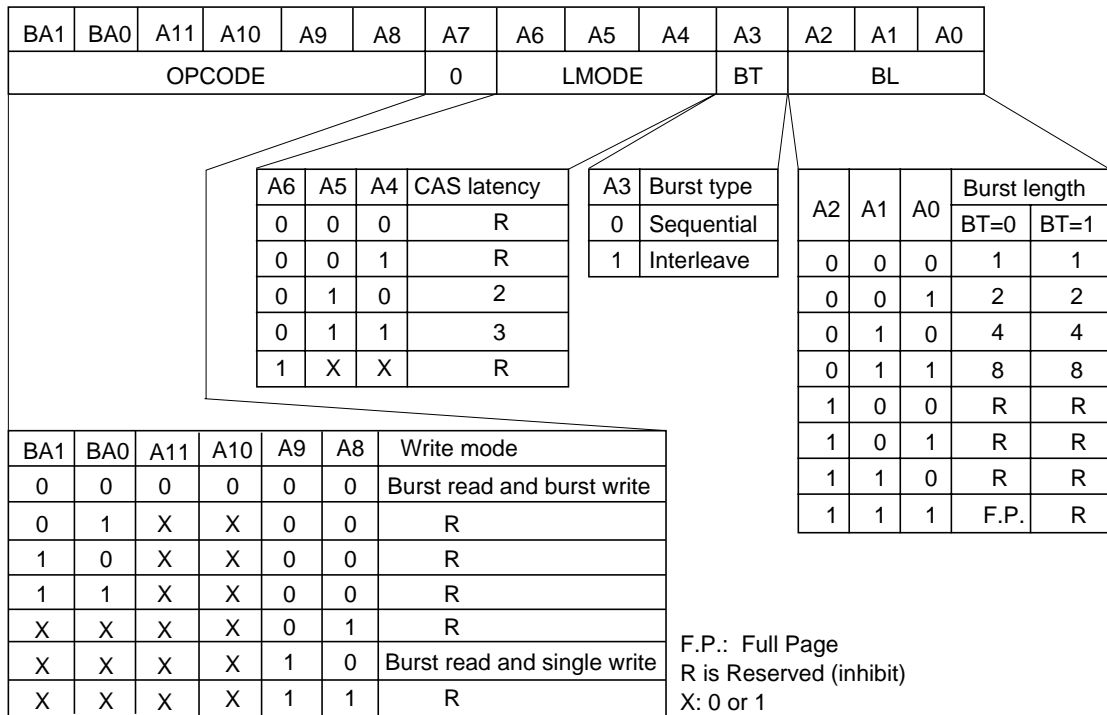 BA1 BA0 A11 A10 A9 A8 A7 A6 A5 A4 A3 A2 A1 A0
OPCODE 0 LMODE BT BL
A6 A5 A4 CAS latency
0 0 0 R
0 0 1 R
0 1 0 2
0 1 1 3
1 X X R
A3 Burst type
0 Sequential
1 Interleave
A2 A1 A0 Burst length
BT=0 BT=1
0 0 0 1 1
0 0 1 2 2
0 1 0 4 4
0 1 1 8 8
1 0 0 R R
1 0 1 R R
1 1 0 R R
1 1 1 F.P. R
BA1 BA0 A11 A10 A9 A8 Write mode
0 0 0 0 0 0 Burst read and burst write
0 1 X X 0 0 R
1 0 X X 0 0 R
1 1 X X 0 0 R
X X X X 0 1 R
X X X X 1 0 Burst read and single write
X X X X 1 1 R
F.P.: Full Page
R is Reserved (inhibit)
X: 0 or 1